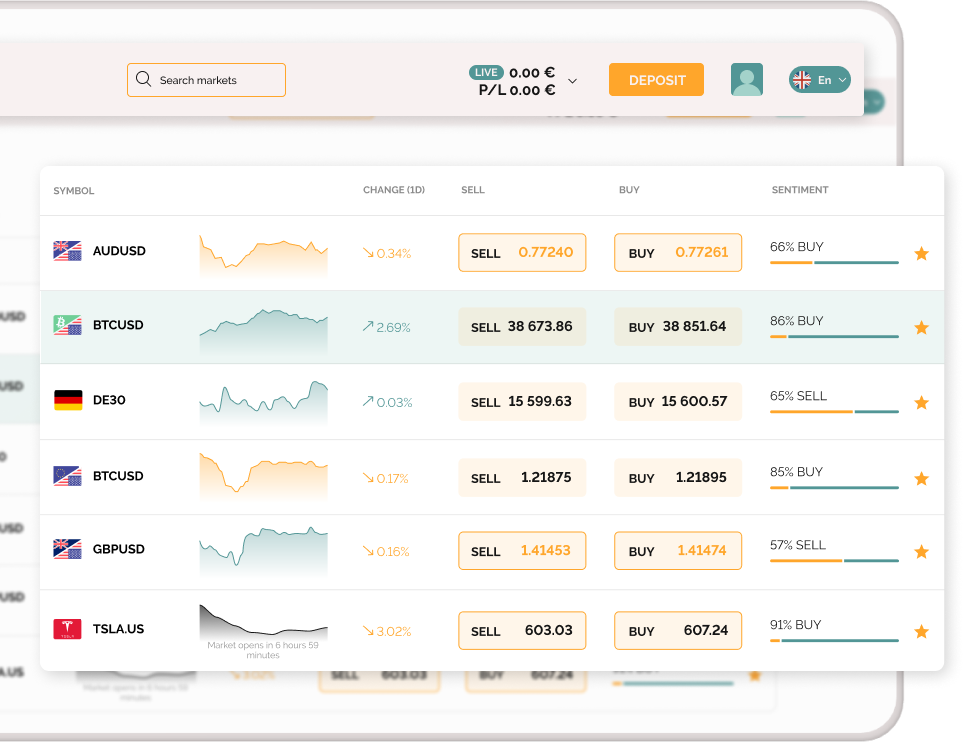 Search markets
LIVE 0.00 €
P/L 0.00 €
DEPOSIT
En
SYMBOL CHANGE (1D) SELL BUY SENTIMENT
AUDUSD 0.34% SELL 0.77240 BUY 0.77261 66% BUY
BTCUSD 2.69% SELL 38 673.86 BUY 38 851.64 86% BUY
DE30 0.03% SELL 15 599.63 BUY 15 600.57 65% SELL
BTCUSD 0.17% SELL 1.21875 BUY 1.21895 85% BUY
GBPUSD 0.16% SELL 1.41453 BUY 1.41474 57% SELL
TESLA TSLA.US 3.02% SELL 603.03 BUY 607.24 91% BUY
Market opens in 6 hours 59
minutes
USD
USD
USD
USD
A.US 3.02% SELL 603.03 BUY 607.24
Market opens in 6 hours 59
minutes